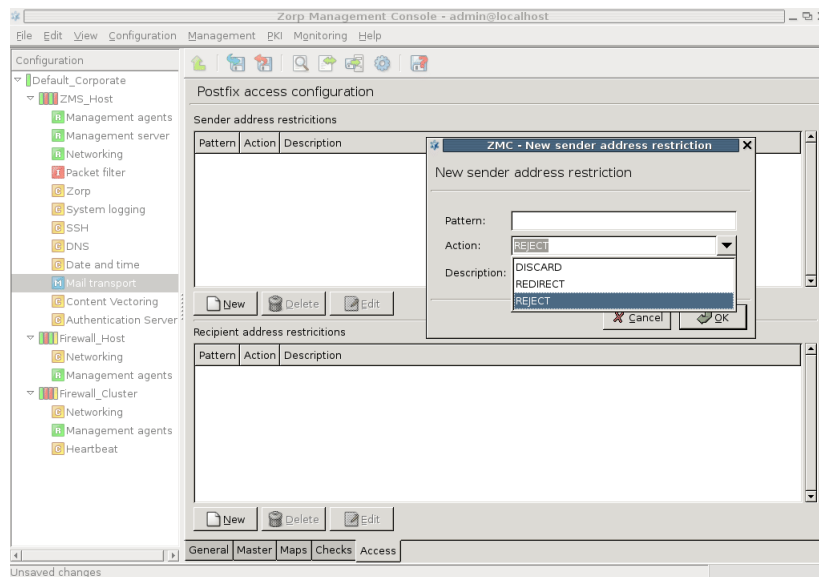 Zorp Management Console - admin@localhost
File Edit View Configuration Management PKI Monitoring Help
Configuration
Default_Corporate
ZMS_Host
R Management agents
R Management server
R Networking
I Packet filter
C Zorp
C System logging
C SSH
C DNS
C Date and time
M Mail transport
C Content Vectoring
C Authentication Server
Firewall_Host
C Networking
R Management agents
Firewall_Cluster
C Networking
R Management agents
C Heartbeat
Postfix access configuration
Sender address restricitions
Pattern Action Description
New Delete Edit
Recipient address restricitions
Pattern Action Description
New Delete Edit
General Master Maps Checks Access
ZMC - New sender address restriction
New sender address restriction
Pattern:
Action: REJECT
Description:
DISCARD
REDIRECT
REJECT
Cancel OK
Unsaved changes